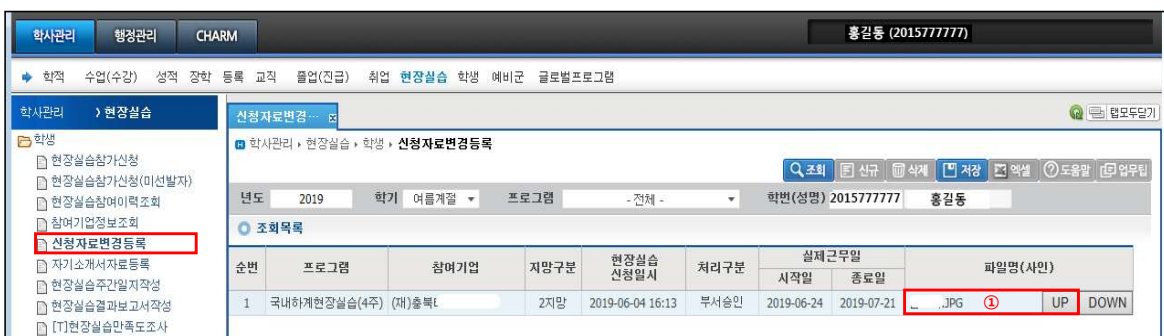 학사관리 행정관리 CHARM 홍길동 (2015777777)
학적 수업(수강) 성적 장학 등록 교직 졸업(진급) 취업 현장실습 학생 예비군 글로벌프로그램
학사관리 > 현장실습
신청자료변경… 탭모두닫기
학생
현장실습참가신청
현장실습참가신청(미선발자)
현장실습참여이력조회
참여기업정보조회
신청자료변경등록
자기소개서자료등록
현장실습주간일지작성
현장실습결과보고서작성
[T]현장실습만족도조사
학사관리 › 현장실습 › 학생 › 신청자료변경등록
조회 신규 삭제 저장 엑셀 도움말 업무팁
년도 2019 학기 여름계절 프로그램 - 전체 - 학번(성명) 2015777777 홍길동
조회목록
순번 프로그램 참여기업 지망구분 현장실습 신청일시 처리구분 실제근무일 시작일 종료일 파일명(사인)
1 국내하계현장실습(4주) (재)충북 2지망 2019-06-04 16:13 부서승인 2019-06-24 2019-07-21 .JPG ① UP DOWN